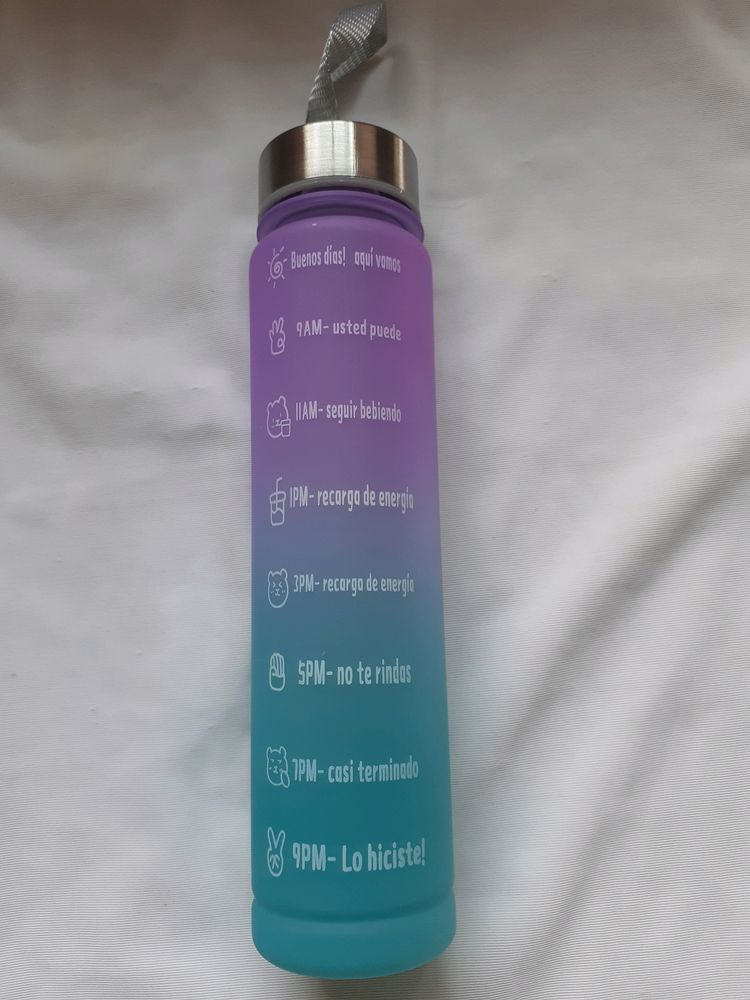 Buenos días! aquí vamos
9AM- usted puede
11AM- seguir bebiendo
1PM- recarga de energía
3PM- recarga de energía
5PM- no te rindas
7PM- casi terminado
9PM- Lo hiciste!